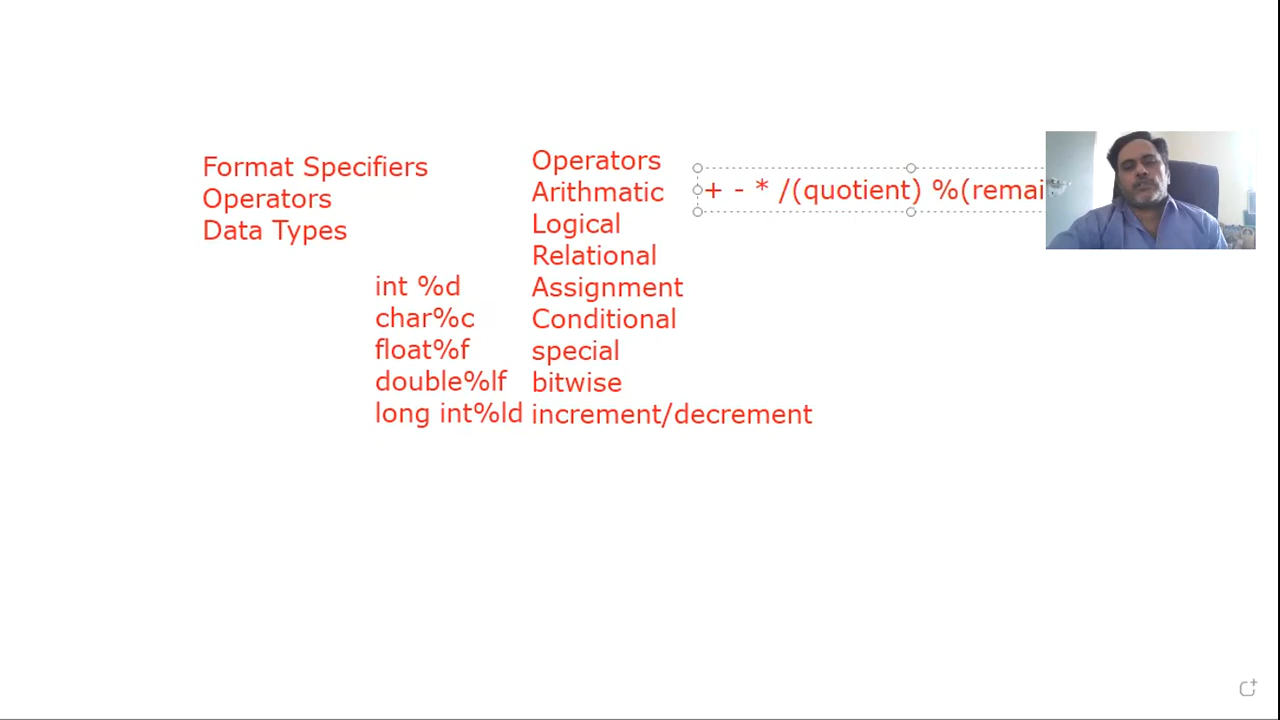 Format Specifiers
Operators
Data Types
int %d
char%c
float%f
double%lf
long int%ld
Operators
Arithmatic
Logical
Relational
Assignment
Conditional
special
bitwise
increment/decrement
+ - * /(quotient) %(remai